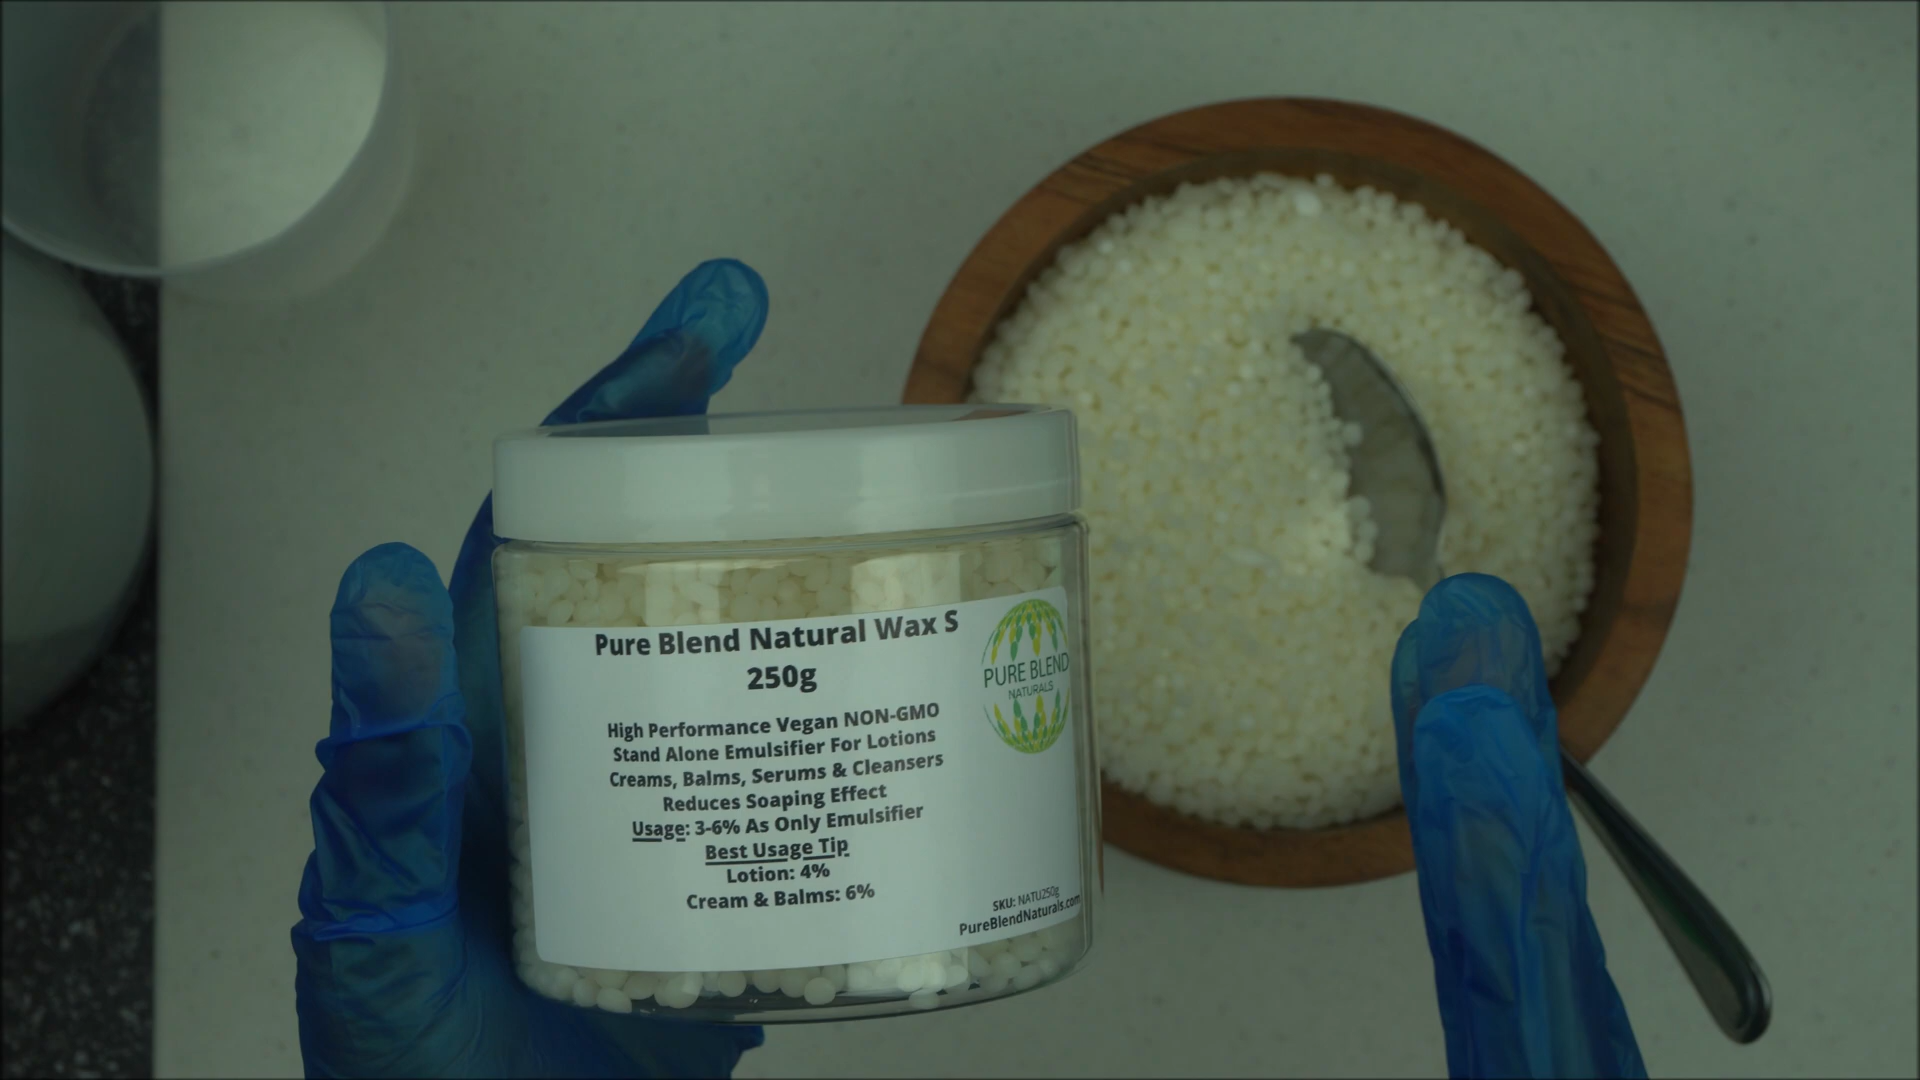 Pure Blend Natural Wax S
250g
PURE BLEND
NATURALS
High Performance Vegan NON-GMO
Stand Alone Emulsifier For Lotions
Creams, Balms, Serums & Cleansers
Reduces Soaping Effect
Usage: 3-6% As Only Emulsifier
Best Usage Tip
Lotion: 4%
Cream & Balms: 6%
SKU: NATU250g
PureBlendNaturals.com